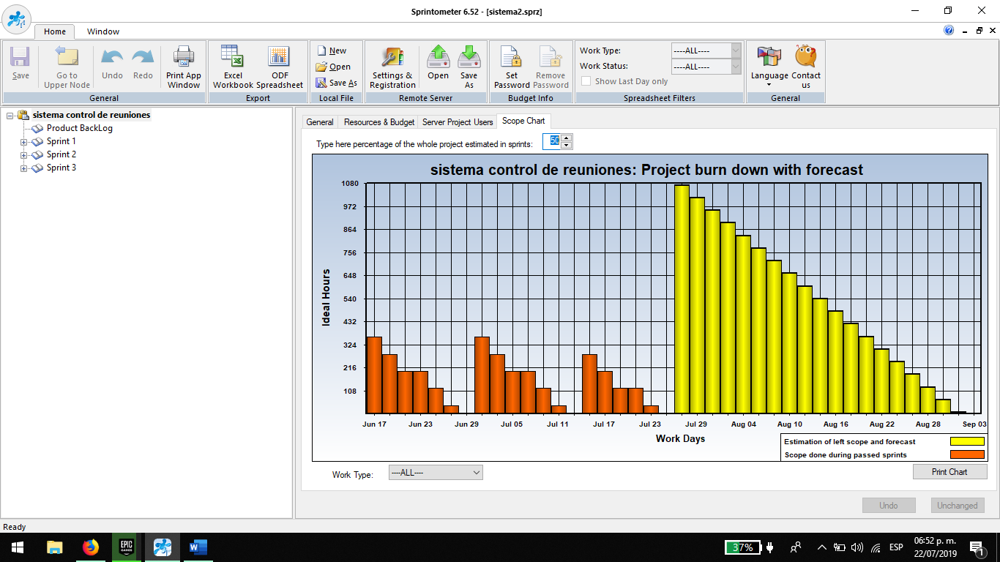 Sprintometer 6.52 - [sistema2.sprz]
Home Window
Save
Go to
Upper Node
Undo Redo
Print App
Window
General
Excel
Workbook
ODF
Spreadsheet
Export
New
Open
Save As
Local File
Settings &
Registration
Open
Save
As
Remote Server
Set
Password
Remove
Password
Budget Info
Work Type: ----ALL----
Work Status: ----ALL----
Show Last Day only
Spreadsheet Filters
Language
Contact
us
General
sistema control de reuniones
Product BackLog
Sprint 1
Sprint 2
Sprint 3
General Resources & Budget Server Project Users Scope Chart
Type here percentage of the whole project estimated in sprints: 50
sistema control de reuniones: Project burn down with forecast
1080
972
864
756
648
540
432
324
216
108
Ideal Hours
Jun 17 Jun 23 Jun 29 Jul 05 Jul 11 Jul 17 Jul 23 Jul 29 Aug 04 Aug 10 Aug 16 Aug 22 Aug 28 Sep 03
Work Days
Estimation of left scope and forecast
Scope done during passed sprints
Work Type: ----ALL----
Print Chart
Undo Unchanged
Ready
EPIC
GAMES
W
37%
ESP
06:52 p. m.
22/07/2019
1